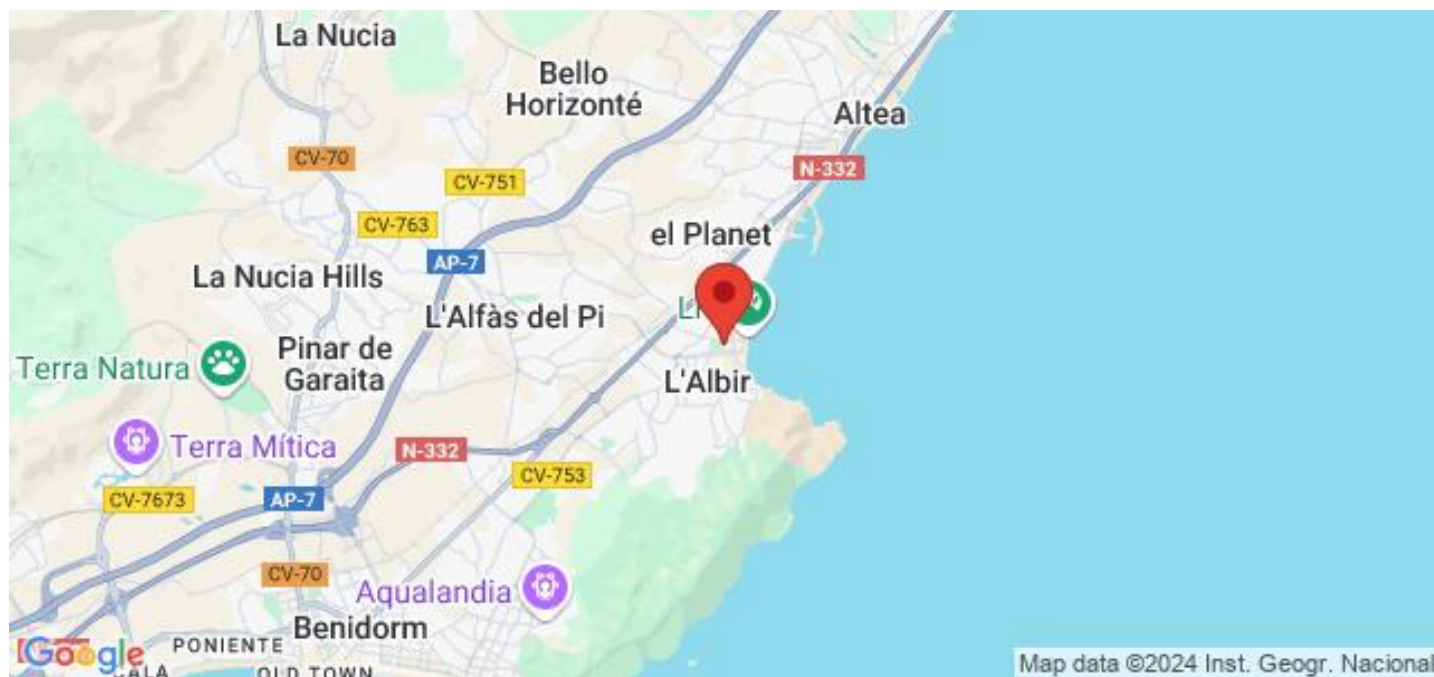 La Nucia
Bello
Horizonté
Altea
CV-70
N-332
CV-751
CV-763
el Planet
AP-7
La Nucia Hills
L'Alfàs del Pi
Pinar de
Garaita
Terra Natura
L'Albir
Terra Mítica
N-332
CV-753
CV-7673
AP-7
CV-70
Aqualandia
Benidorm
PONIENTE
Google
CALA
OLD TOWN
Map data ©2024 Inst. Geogr. Nacional